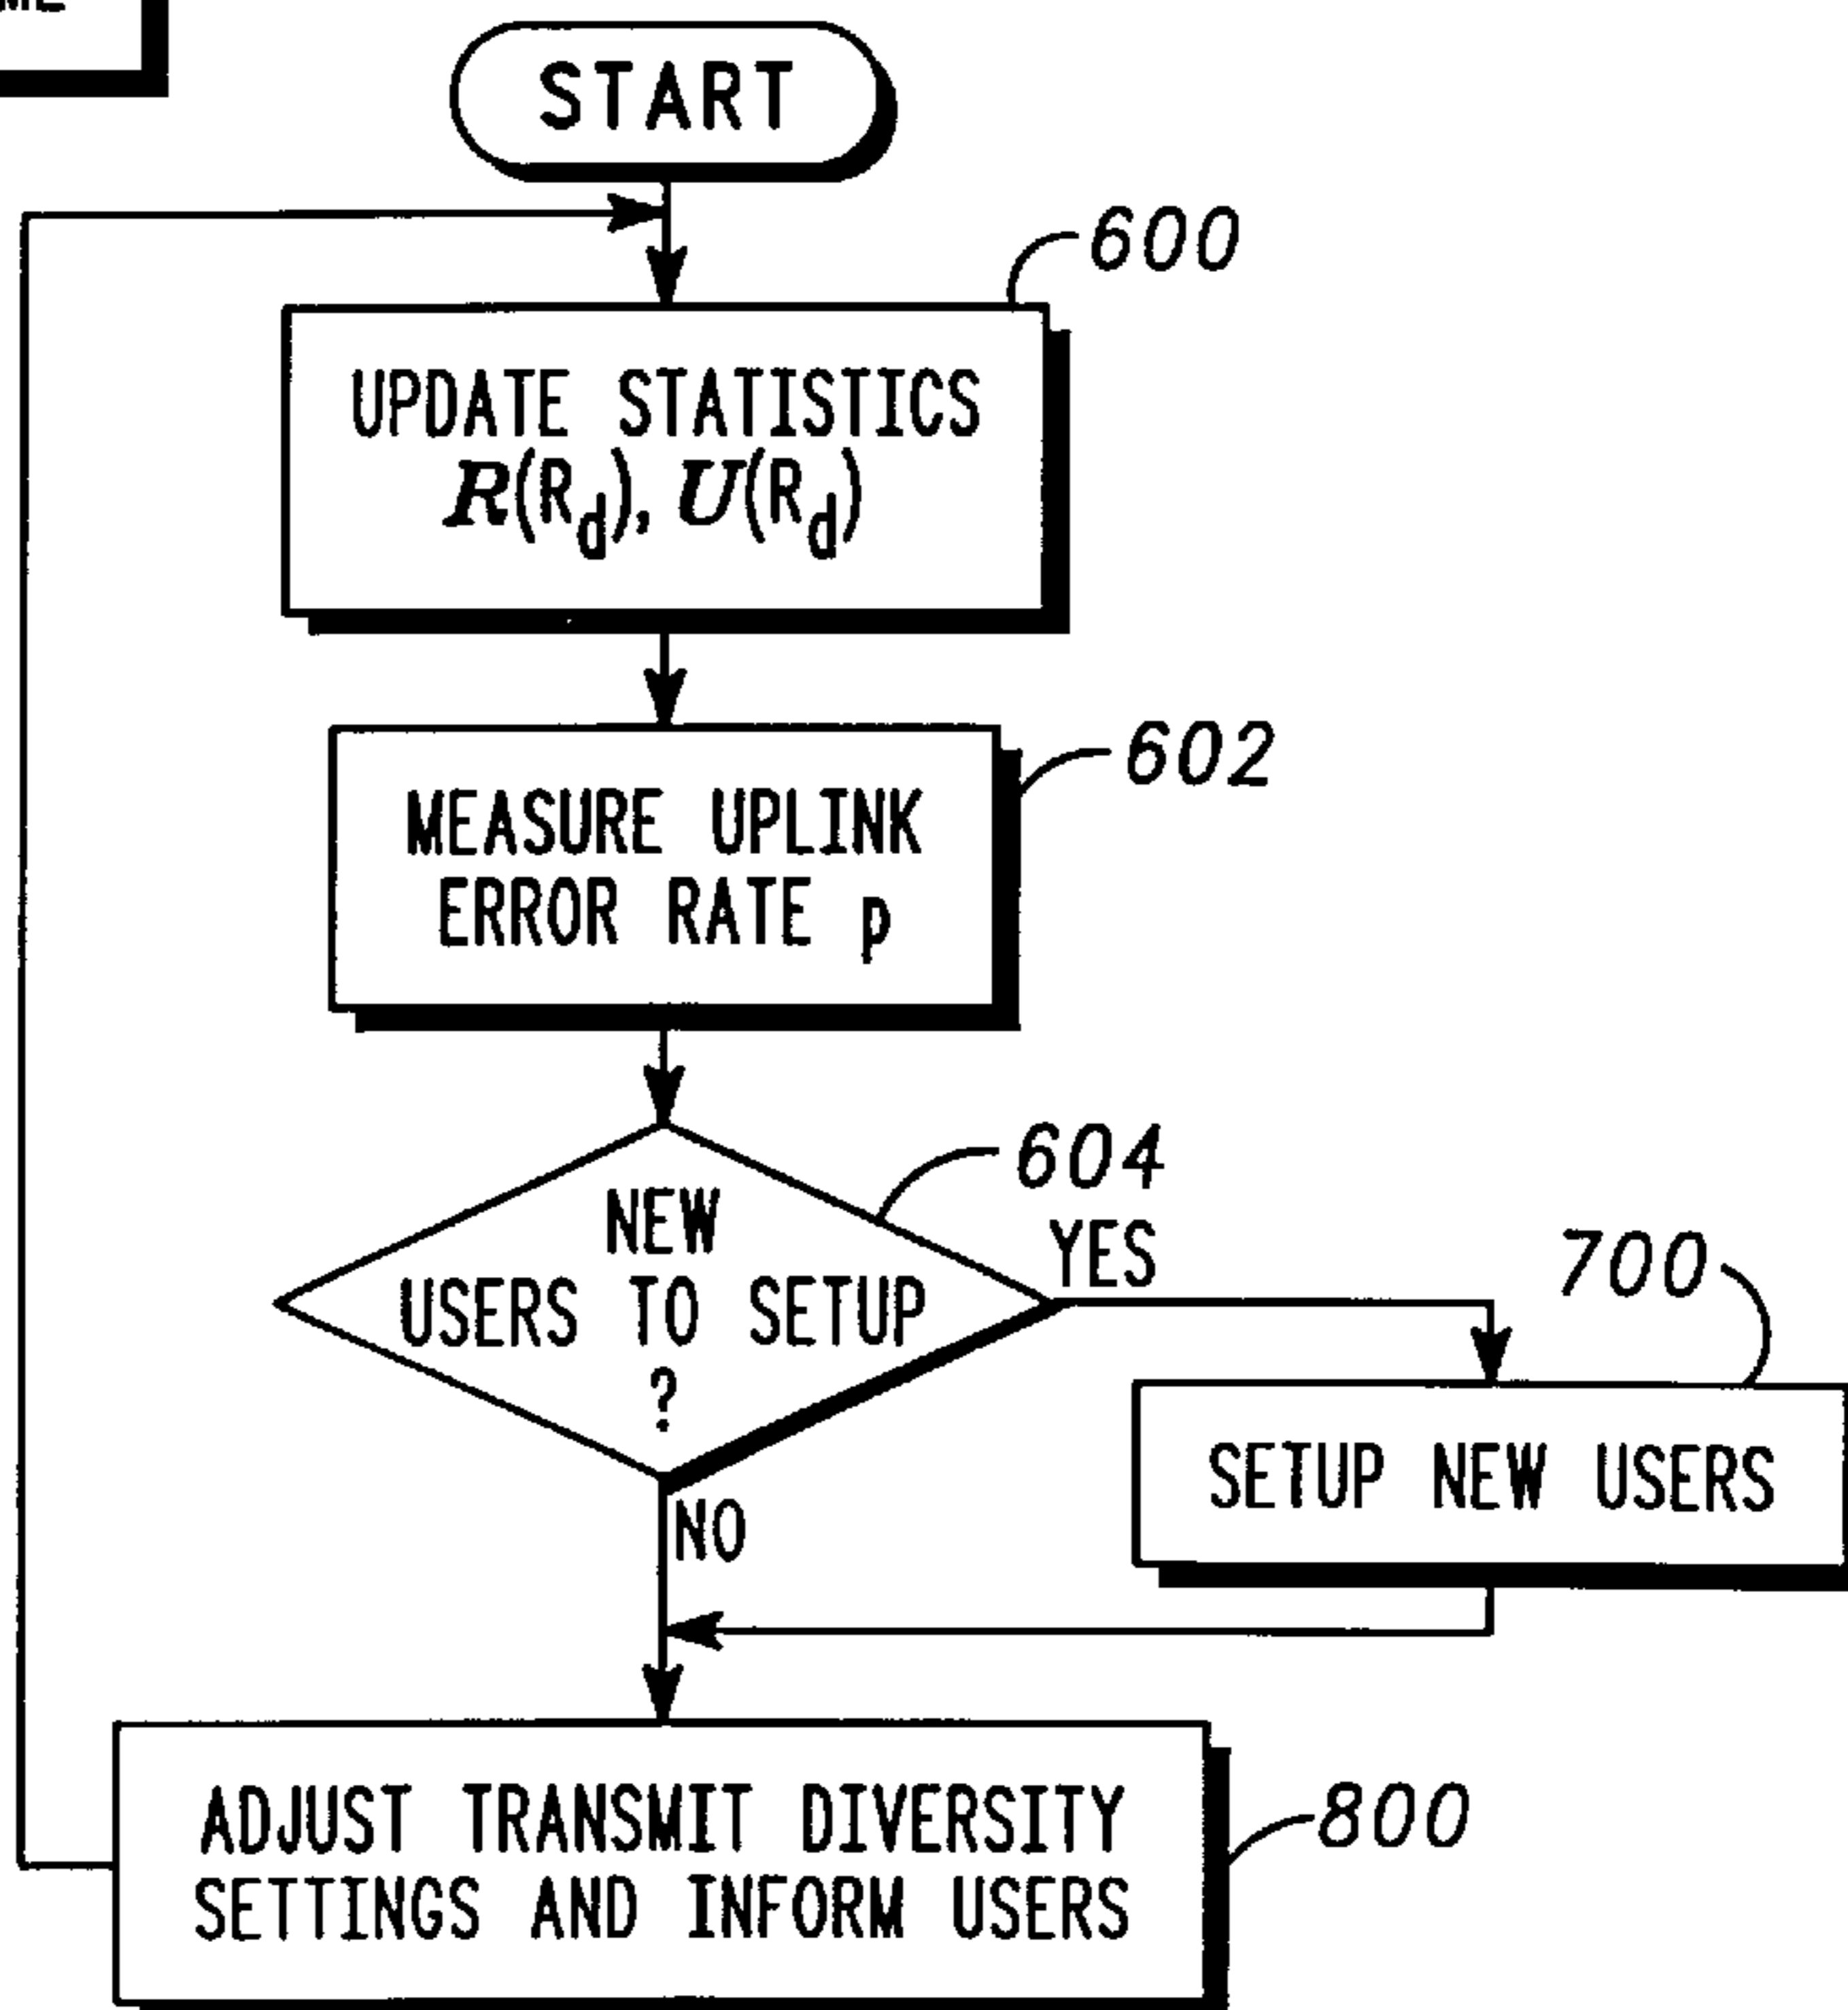 START
600
UPDATE STATISTICS
R(Rd), U(Rd)
602
MEASURE UPLINK
ERROR RATE p
604
NEW
USERS TO SETUP
?
YES
700
SETUP NEW USERS
NO
800
ADJUST TRANSMIT DIVERSITY
SETTINGS AND INFORM USERS